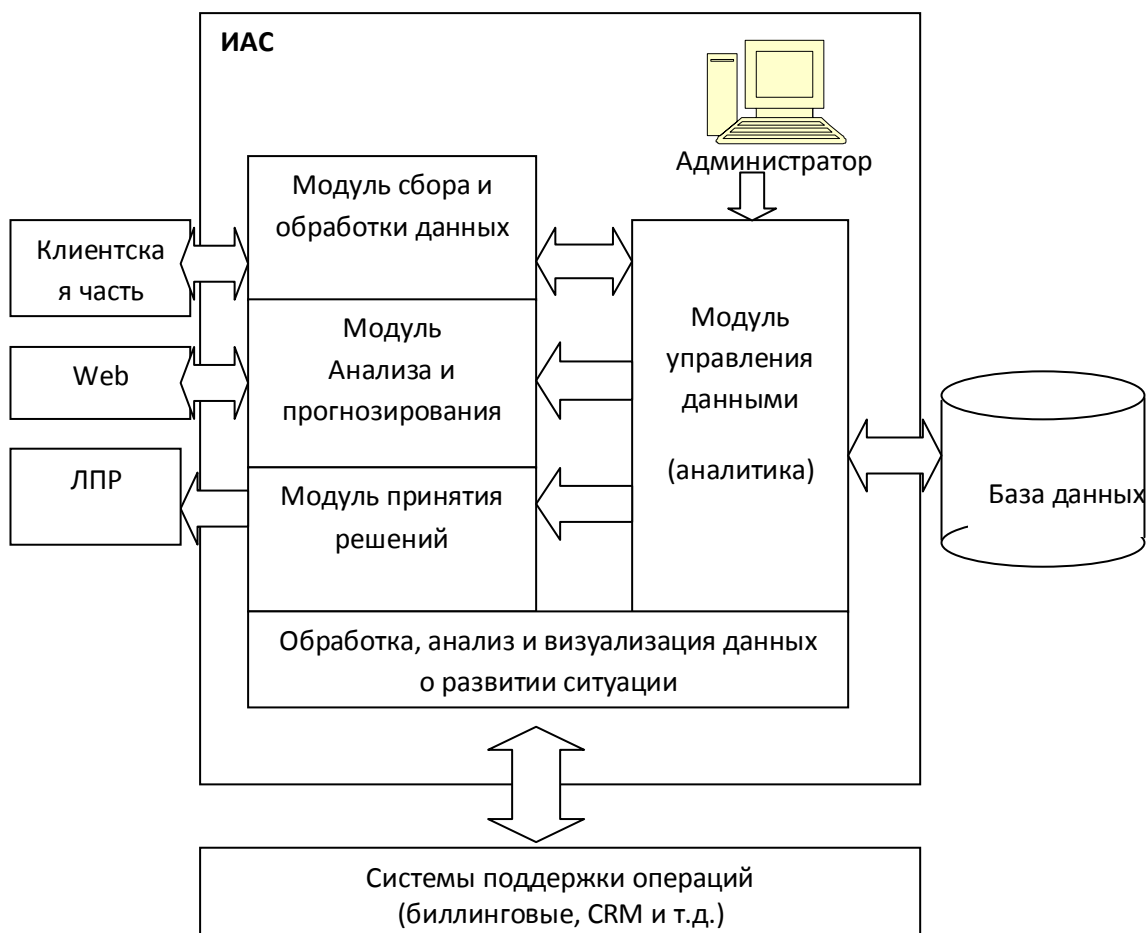 ИАС
Администратор
Модуль сбора и
обработки данных
Клиентска
я часть
Модуль
Анализа и
прогнозирования
Web
Модуль
управления
данными
(аналитика)
ЛПР
Модуль принятия
решений
База данных
Обработка, анализ и визуализация данных
о развитии ситуации
Системы поддержки операций
(биллинговые, CRM и т.д.)